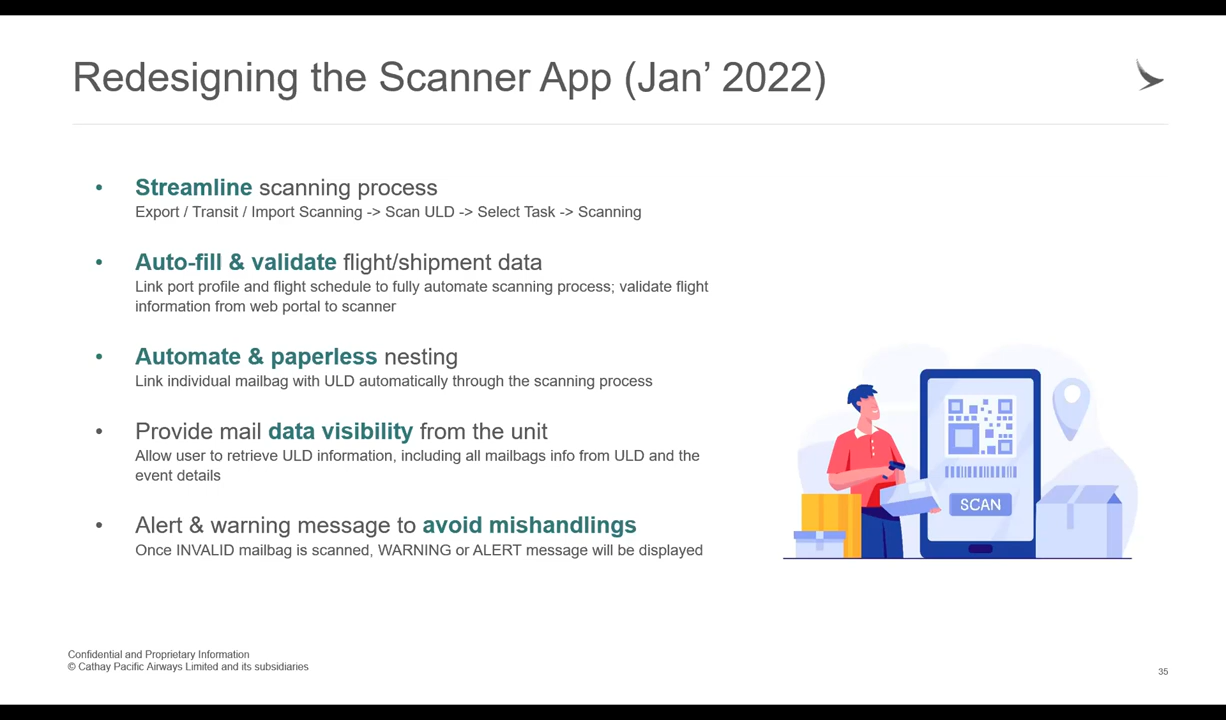 Redesigning the Scanner App (Jan’ 2022)
• Streamline scanning process
Export / Transit / Import Scanning -> Scan ULD -> Select Task -> Scanning
• Auto-fill & validate flight/shipment data
Link port profile and flight schedule to fully automate scanning process; validate flight
information from web portal to scanner
• Automate & paperless nesting
Link individual mailbag with ULD automatically through the scanning process
• Provide mail data visibility from the unit
Allow user to retrieve ULD information, including all mailbags info from ULD and the
event details
• Alert & warning message to avoid mishandlings
Once INVALID mailbag is scanned, WARNING or ALERT message will be displayed
SCAN
Confidential and Proprietary Information
© Cathay Pacific Airways Limited and its subsidiaries
35